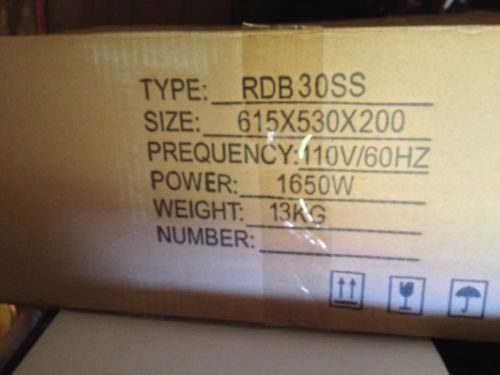 TYPE: RDB30SS
SIZE: 615X530X200
PREQUENCY: 110V/60HZ
POWER: 1650W
WEIGHT: 13KG
NUMBER: